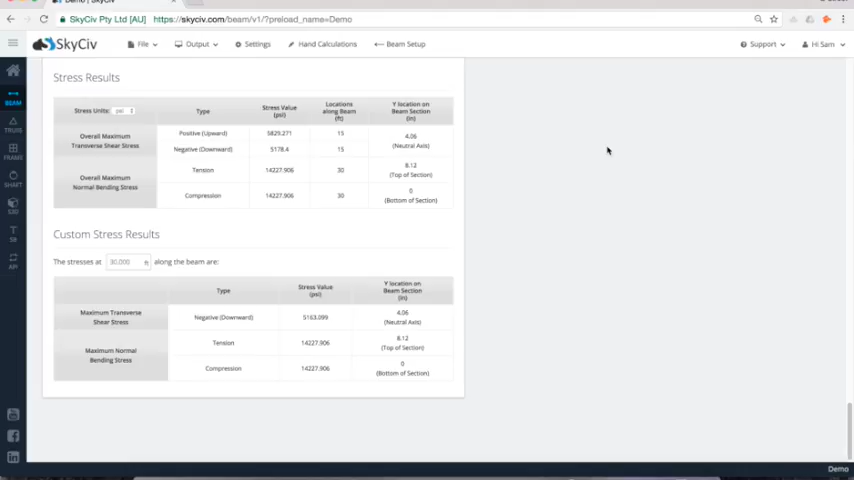 SkyCiv Pty Ltd [AU] https://skyciv.com/beam/v1/?preload_name=Demo
SkyCiv
File Output Settings Hand Calculations Beam Setup Support Hi Sam
BEAM
TRUSS
FRAME
SHAFT
S3D
SB
API
Stress Results
Stress Units: psi
Type
Stress Value
(psi)
Locations
along Beam
(ft)
Y location on
Beam Section
(in)
Overall Maximum
Transverse Shear Stress
Positive (Upward) 5829.271 15
Negative (Downward) 5178.4 15
4.06
(Neutral Axis)
Overall Maximum
Normal Bending Stress
Tension 14227.906 30
8.12
(Top of Section)
Compression 14227.906 30
0
(Bottom of Section)
Custom Stress Results
The stresses at 30.000 ft along the beam are:
Type
Stress Value
(psi)
Y location on
Beam Section
(in)
Maximum Transverse
Shear Stress
Negative (Downward) 5163.099
4.06
(Neutral Axis)
Maximum Normal
Bending Stress
Tension 14227.906
8.12
(Top of Section)
Compression 14227.906
0
(Bottom of Section)
Demo